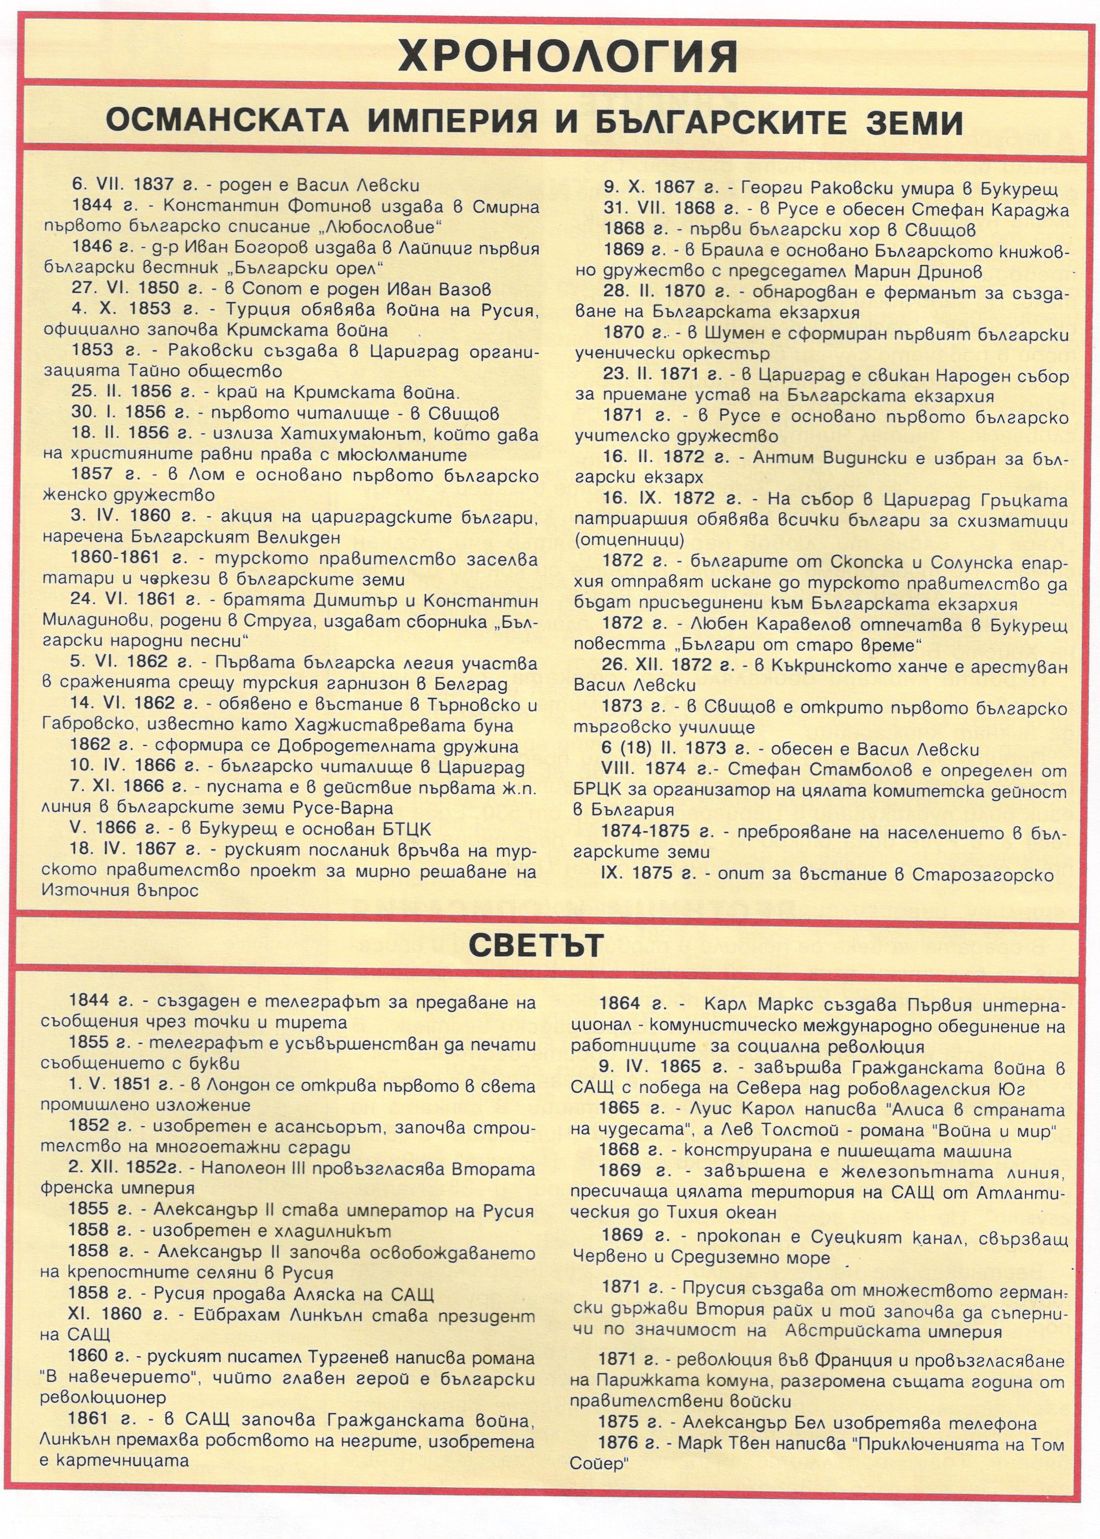 ХРОНОЛОГИЯ
ОСМАНСКАТА ИМПЕРИЯ И БЪЛГАРСКИТЕ ЗЕМИ
6. VII. 1837 г. - роден е Васил Левски
1844 г. - Константин Фотинов издава в Смирна
първото българско списание „Любословие“
1846 г. - д-р Иван Богоров издава в Лайпциг първия
български вестник „Български орел“
27. VI. 1850 г. - в Сопот е роден Иван Вазов
4. X. 1853 г. - Турция обявява война на Русия,
официално започва Кримската война
1853 г. - Раковски създава в Цариград органи-
зацията Тайно общество
25. II. 1856 г. - край на Кримската война.
30. I. 1856 г. - първото читалище - в Свищов
18. II. 1856 г. - излиза Хатихумаюнът, който дава
на християните равни права с мюсюлманите
1857 г. - в Лом е основано първото българско
женско дружество
3. IV. 1860 г. - акция на цариградските българи,
наречена Българският Великден
1860-1861 г. - турското правителство заселва
татари и черкези в българските земи
24. VI. 1861 г. - братята Димитър и Константин
Миладинови, родени в Струга, издават сборника „Бъл-
гарски народни песни“
5. VI. 1862 г. - Първата българска легия участва
в сраженията срещу турския гарнизон в Белград
14. VI. 1862 г. - обявено е въстание в Търновско и
Габровско, известно като Хаджиставревата буна
1862 г. - сформира се Добродетелната дружина
10. IV. 1866 г. - българско читалище в Цариград
7. XI. 1866 г. - пусната е в действие първата ж.п.
линия в българските земи Русе-Варна
V. 1866 г. - в Букурещ е основан БТЦК
18. IV. 1867 г. - руският посланик връчва на тур-
ското правителство проект за мирно решаване на
Източния въпрос
9. X. 1867 г. - Георги Раковски умира в Букурещ
31. VII. 1868 г. - в Русе е обесен Стефан Караджа
1868 г. - първи български хор в Свищов
1869 г. - в Браила е основано Българското книжов-
но дружество с председател Марин Дринов
28. II. 1870 г. - обнародван е ферманът за създа-
ване на Българската екзархия
1870 г. - в Шумен е сформиран първият български
ученически оркестър
23. II. 1871 г. - в Цариград е свикан Народен събор
за приемане устав на Българската екзархия
1871 г. - в Русе е основано първото българско
учителско дружество
16. II. 1872 г. - Антим Видински е избран за бъл-
гарски екзарх
16. IX. 1872 г. - На събор в Цариград Гръцката
патриаршия обявява всички българи за схизматици
(отцепници)
1872 г. - българите от Скопска и Солунска епар-
хия отправят искане до турското правителство да
бъдат присъединени към Българската екзархия
1872 г. - Любен Каравелов отпечатва в Букурещ
повестта „Българи от старо време“
26. XII. 1872 г. - в Къкринското ханче е арестуван
Васил Левски
1873 г. - в Свищов е открито първото българско
търговско училище
6 (18) II. 1873 г. - обесен е Васил Левски
VIII. 1874 г.- Стефан Стамболов е определен от
БРЦК за организатор на цялата комитетска дейност
в България
1874-1875 г. - преброяване на населението в бъл-
гарските земи
IX. 1875 г. - опит за въстание в Старозагорско
СВЕТЪТ
1844 г. - създаден е телеграфът за предаване на
съобщения чрез точки и тирета
1855 г. - телеграфът е усъвършенстван да печати
съобщението с букви
1. V. 1851 г. - в Лондон се открива първото в света
промишлено изложение
1852 г. - изобретен е асансьорът, започва строи-
телство на многоетажни сгради
2. XII. 1852г. - Наполеон III провъзгласява Втората
френска империя
1855 г. - Александър II става император на Русия
1858 г. - изобретен е хладилникът
1858 г. - Александър II започва освобождаването
на крепостните селяни в Русия
1858 г. - Русия продава Аляска на САЩ
XI. 1860 г. - Ейбрахам Линкълн става президент
на САЩ
1860 г. - руският писател Тургенев написва романа
"В навечерието", чийто главен герой е български
революционер
1861 г. - в САЩ започва Гражданската война,
Линкълн премахва робството на негрите, изобретена
е картечницата
1864 г. - Карл Маркс създава Първия интерна-
ционал - комунистическо международно обединение на
работниците за социална революция
9. IV. 1865 г. - завършва Гражданската война в
САЩ с победа на Севера над робовладелския Юг
1865 г. - Луис Карол написва "Алиса в страната
на чудесата", а Лев Толстой - романа "Война и мир"
1868 г. - конструирана е пишещата машина
1869 г. - завършена е железопътната линия,
пресичаща цялата територия на САЩ от Атланти-
ческия до Тихия океан
1869 г. - прокопан е Суецкият канал, свързващ
Червено и Средиземно море
1871 г. - Прусия създава от множеството герман-
ски държави Втория райх и той започва да съперни-
чи по значимост на Австрийската империя
1871 г. - революция във Франция и провъзгласяване
на Парижката комуна, разгромена същата година от
правителствени войски
1875 г. - Александър Бел изобретява телефона
1876 г. - Марк Твен написва "Приключенията на Том
Сойер"